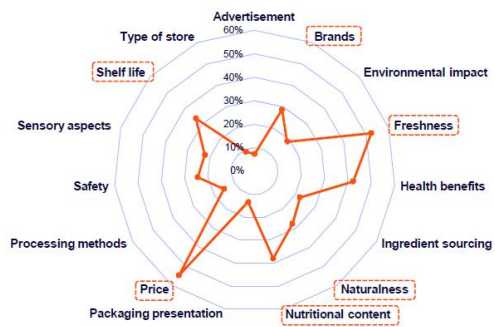 Advertisement
60%
Type of store
Brands
50%
Shelf life
40%
Environmental impact
30%
Sensory aspects
20%
Freshness
10%
0%
Safety
Health benefits
Processing methods
Ingredient sourcing
Price
Naturalness
Packaging presentation
Nutritional content